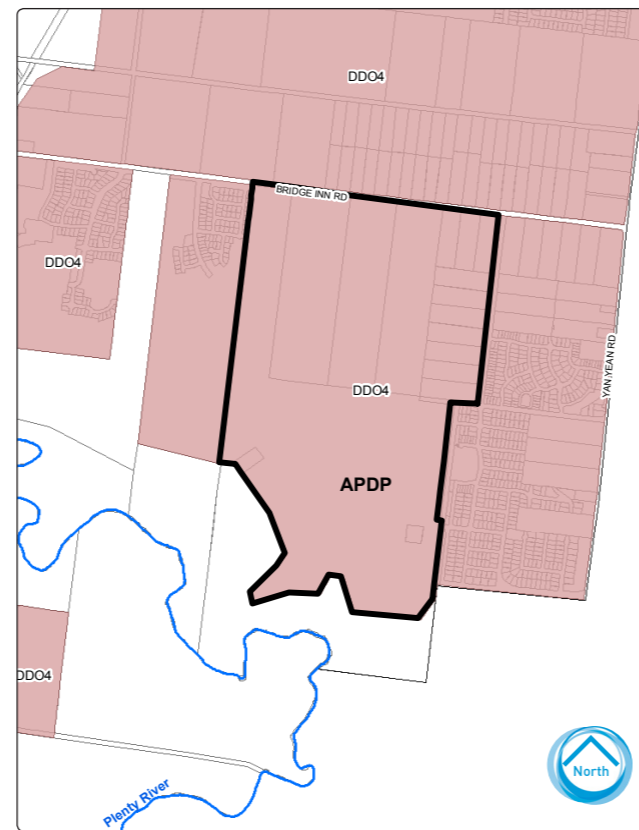 DDO4
BRIDGE INN RD
DDO4
YAN YEAN RD
DDO4
APDP
DDO4
North
Plenty River